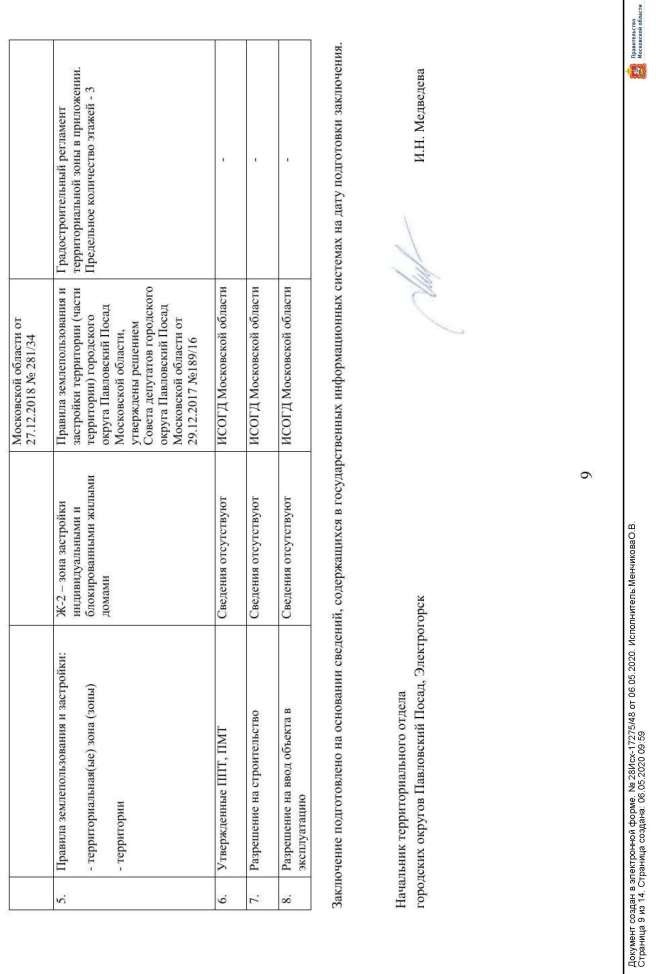 Московской области от
27.12.2018 № 281/34
5.
Правила землепользования и застройки:
- территориальная(ые) зона (зоны)
- территории
Ж-2 – зона застройки
индивидуальными и
блокированными жилыми
домами
Правила землепользования и
застройки территории (части
территории) городского
округа Павловский Посад
Московской области,
утверждены решением
Совета депутатов городского
округа Павловский Посад
Московской области от
29.12.2017 №189/16
Градостроительный регламент
территориальной зоны в приложении.
Предельное количество этажей - 3
6.
Утвержденные ППТ, ПМТ
Сведения отсутствуют
ИСОГД Московской области
-
7.
Разрешение на строительство
Сведения отсутствуют
ИСОГД Московской области
-
8.
Разрешение на ввод объекта в
эксплуатацию
Сведения отсутствуют
ИСОГД Московской области
-
Заключение подготовлено на основании сведений, содержащихся в государственных информационных системах на дату подготовки заключения.
Начальник территориального отдела
городских округов Павловский Посад, Электрогорск
И.Н. Медведева
9
Документ создан в электронной форме. № 28Исх-17275/48 от 06.05.2020. Исполнитель:МенчиковаО.В.
Страница 9 из 14. Страница создана: 06.05.2020 09:59
Правительство
Московской области